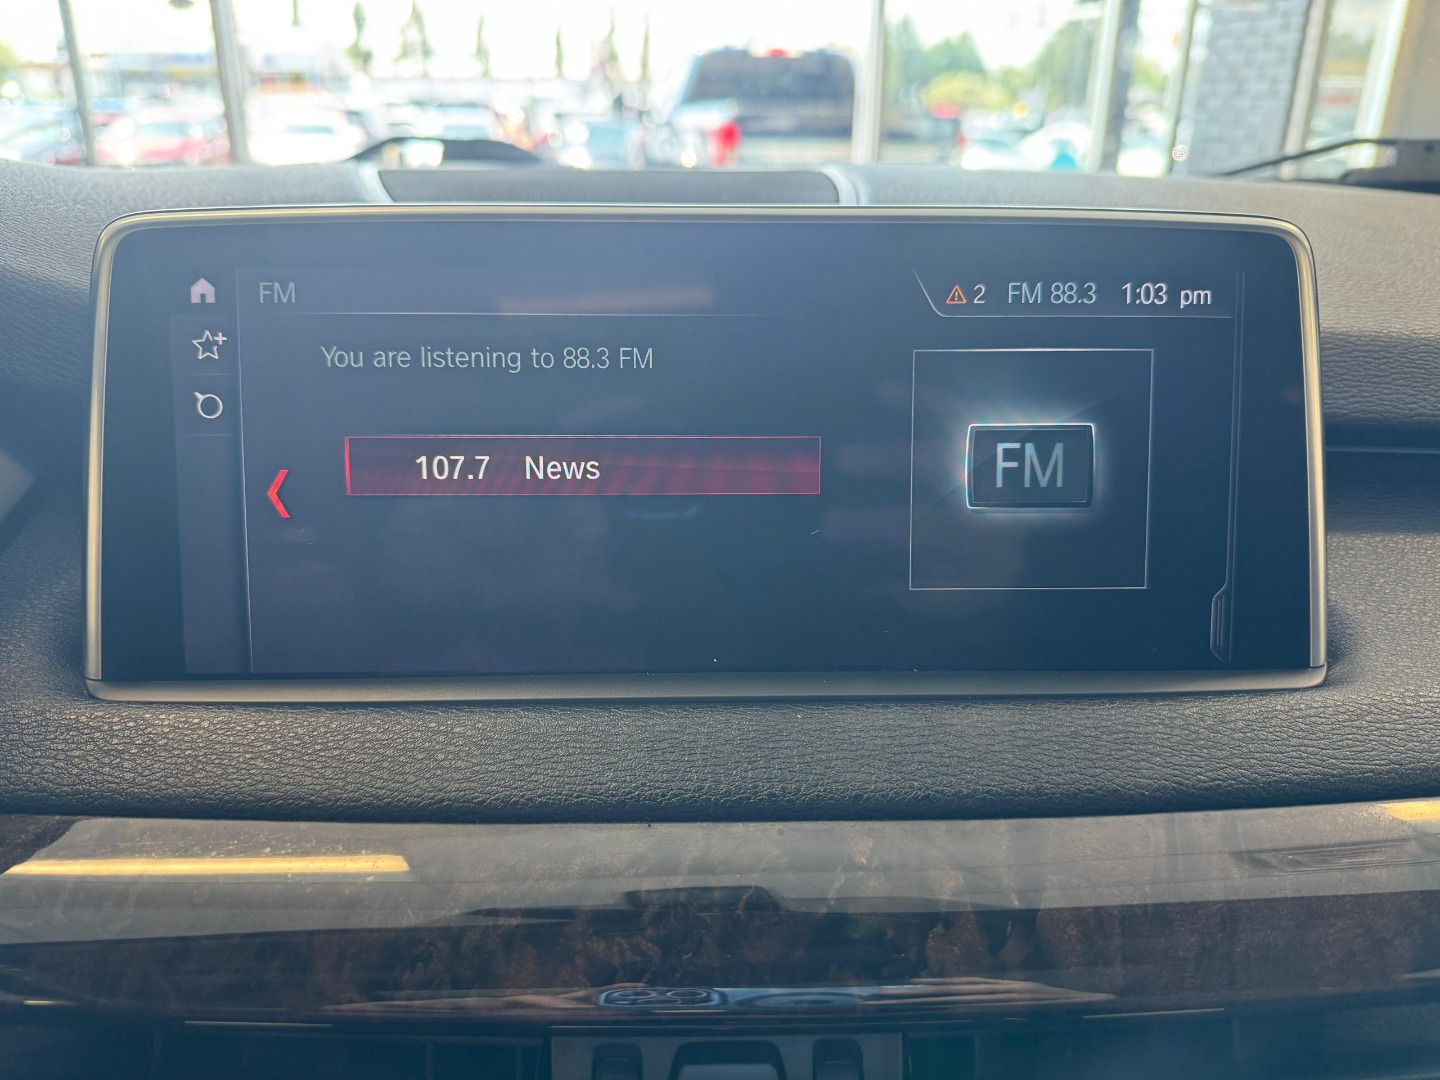 FM
2 FM 88.3 1:03 pm
You are listening to 88.3 FM
107.7 News
FM